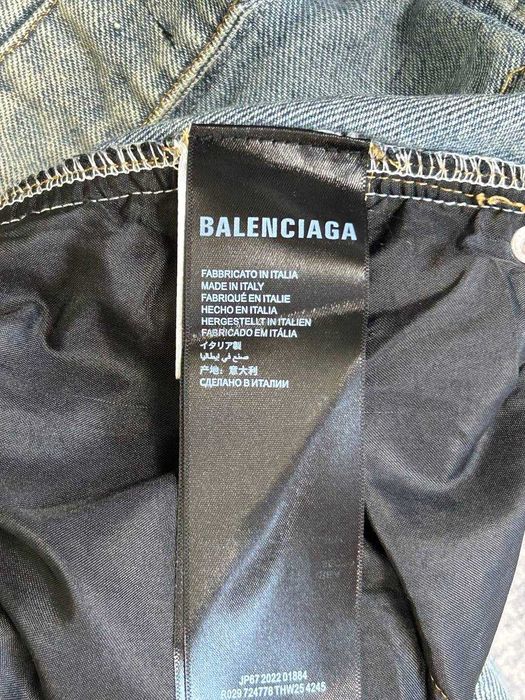 BALENCIAGA
FABBRICATO IN ITALIA
MADE IN ITALY
FABRIQUÉ EN ITALIE
HECHO EN ITALIA
HERGESTELLT IN ITALIEN
FABRICADO EM ITÁLIA
イタリア製
صنع في إيطاليا
产地：意大利
СДЕЛАНО В ИТАЛИИ
JP67 2022 01884
R029 724778 THW25 4245